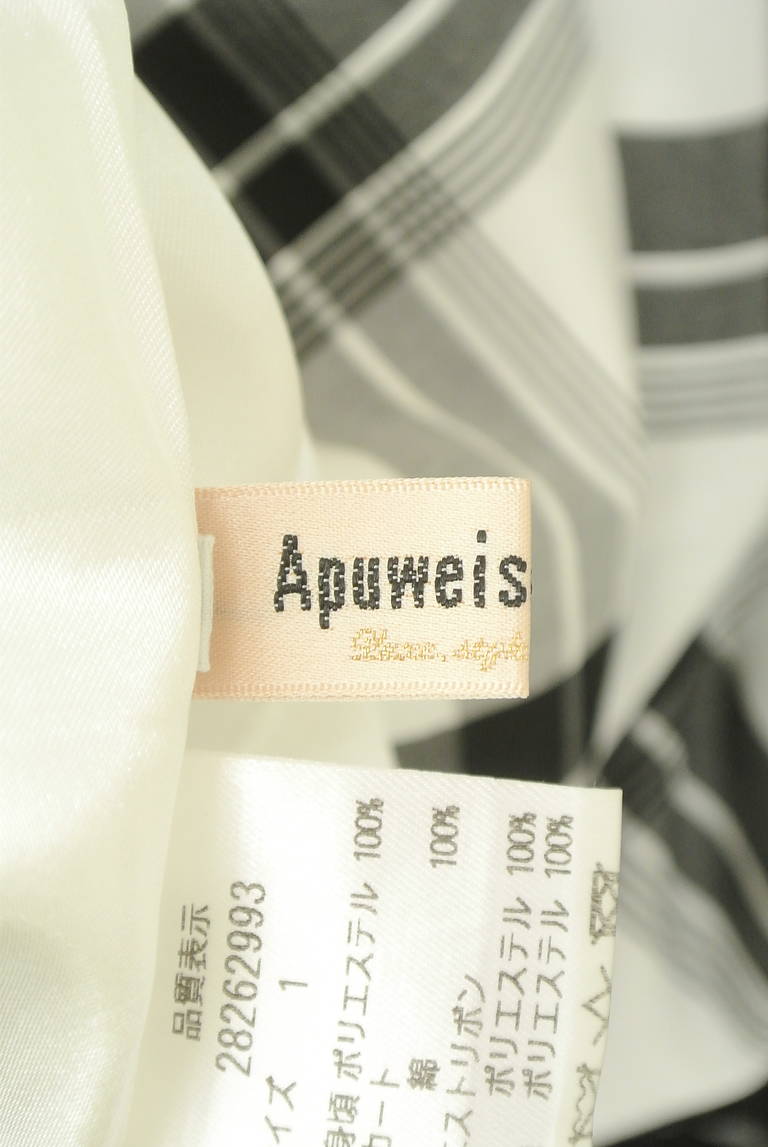 Apuweis
品質表示
28262993
イズ 1
身頃 ポリエステル 100%
カート
綿 100%
エストリボン
ポリエステル 100%
ポリエステル 100%